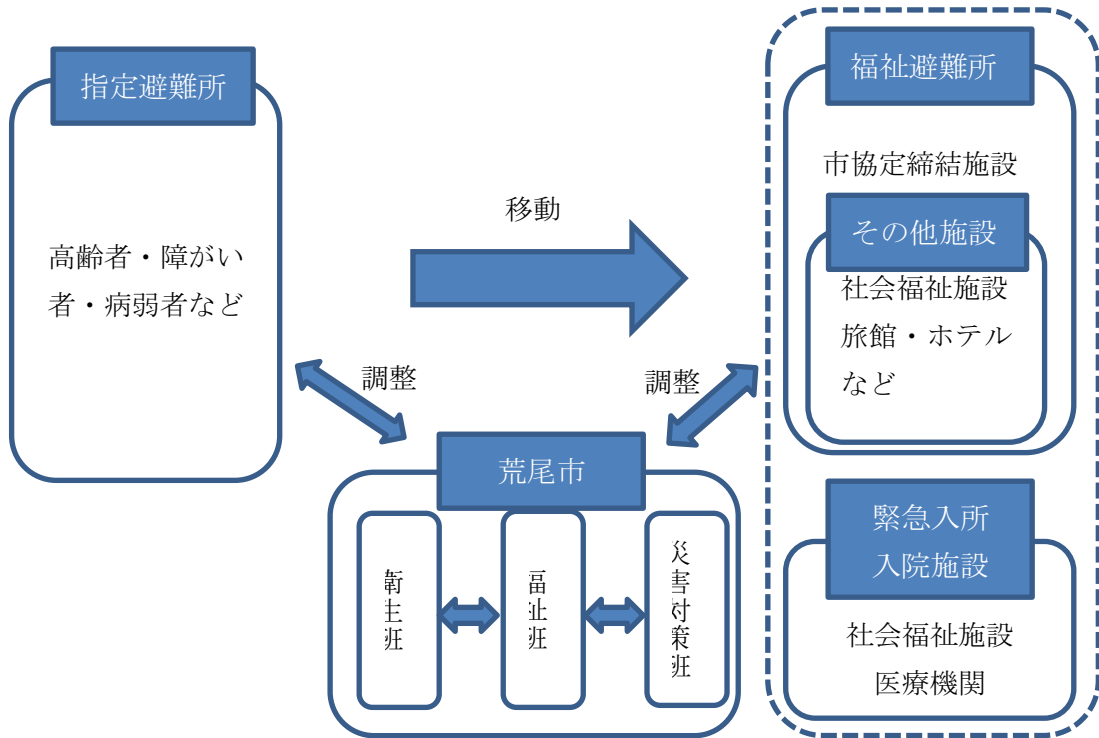 指定避難所
高齢者・障がい
者・病弱者など
移動
調整
調整
荒尾市
衛生班
福祉班
災害対策班
福祉避難所
市協定締結施設
その他施設
社会福祉施設
旅館・ホテル
など
緊急入所
入院施設
社会福祉施設
医療機関